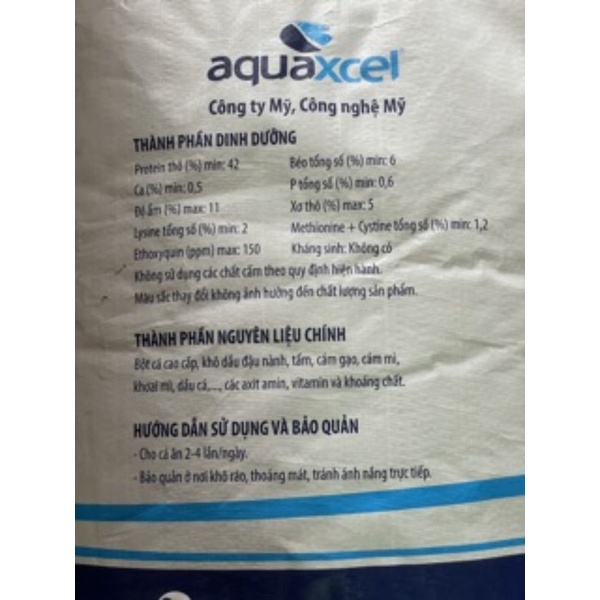 aquaxcel
Công ty Mỹ, Công nghệ Mỹ
THÀNH PHẦN DINH DƯỠNG
Protein thô (%) min: 42 Béo tổng số (%) min: 6
Ca (%) min: 0,5 P tổng số (%) min: 0,6
Độ ẩm (%) max: 11 Xơ thô (%) max: 5
Lysine tổng số (%) min: 2 Methionine + Cystine tổng số (%) min: 1,2
Ethoxyquin (ppm) max: 150 Kháng sinh: Không có
Không sử dụng các chất cấm theo quy định hiện hành.
Màu sắc thay đổi không ảnh hưởng đến chất lượng sản phẩm.
THÀNH PHẦN NGUYÊN LIỆU CHÍNH
Bột cá cao cấp, khô dầu đậu nành, tấm, cám gạo, cám mì,
khoai mì, dầu cá,..., các axit amin, vitamin và khoáng chất.
HƯỚNG DẪN SỬ DỤNG VÀ BẢO QUẢN
- Cho cá ăn 2-4 lần/ngày.
- Bảo quản ở nơi khô ráo, thoáng mát, tránh ánh nắng trực tiếp.